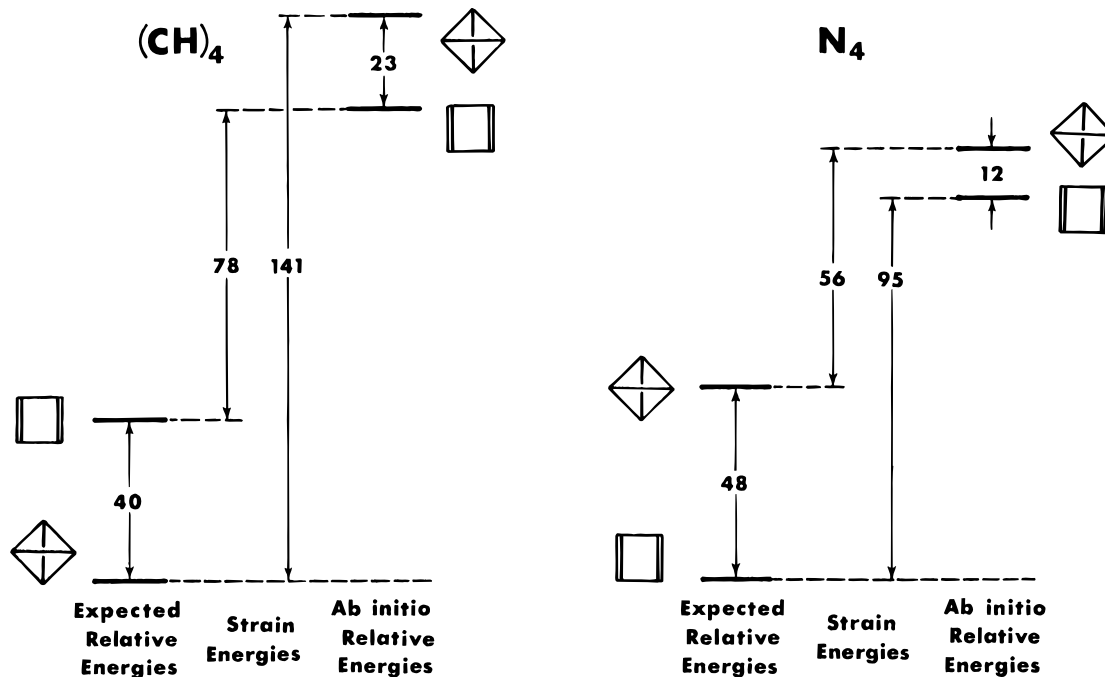 (CH)4
23
78
141
40
Expected
Relative
Energies
Strain
Energies
Ab initio
Relative
Energies
N4
12
56
95
48
Expected
Relative
Energies
Strain
Energies
Ab initio
Relative
Energies